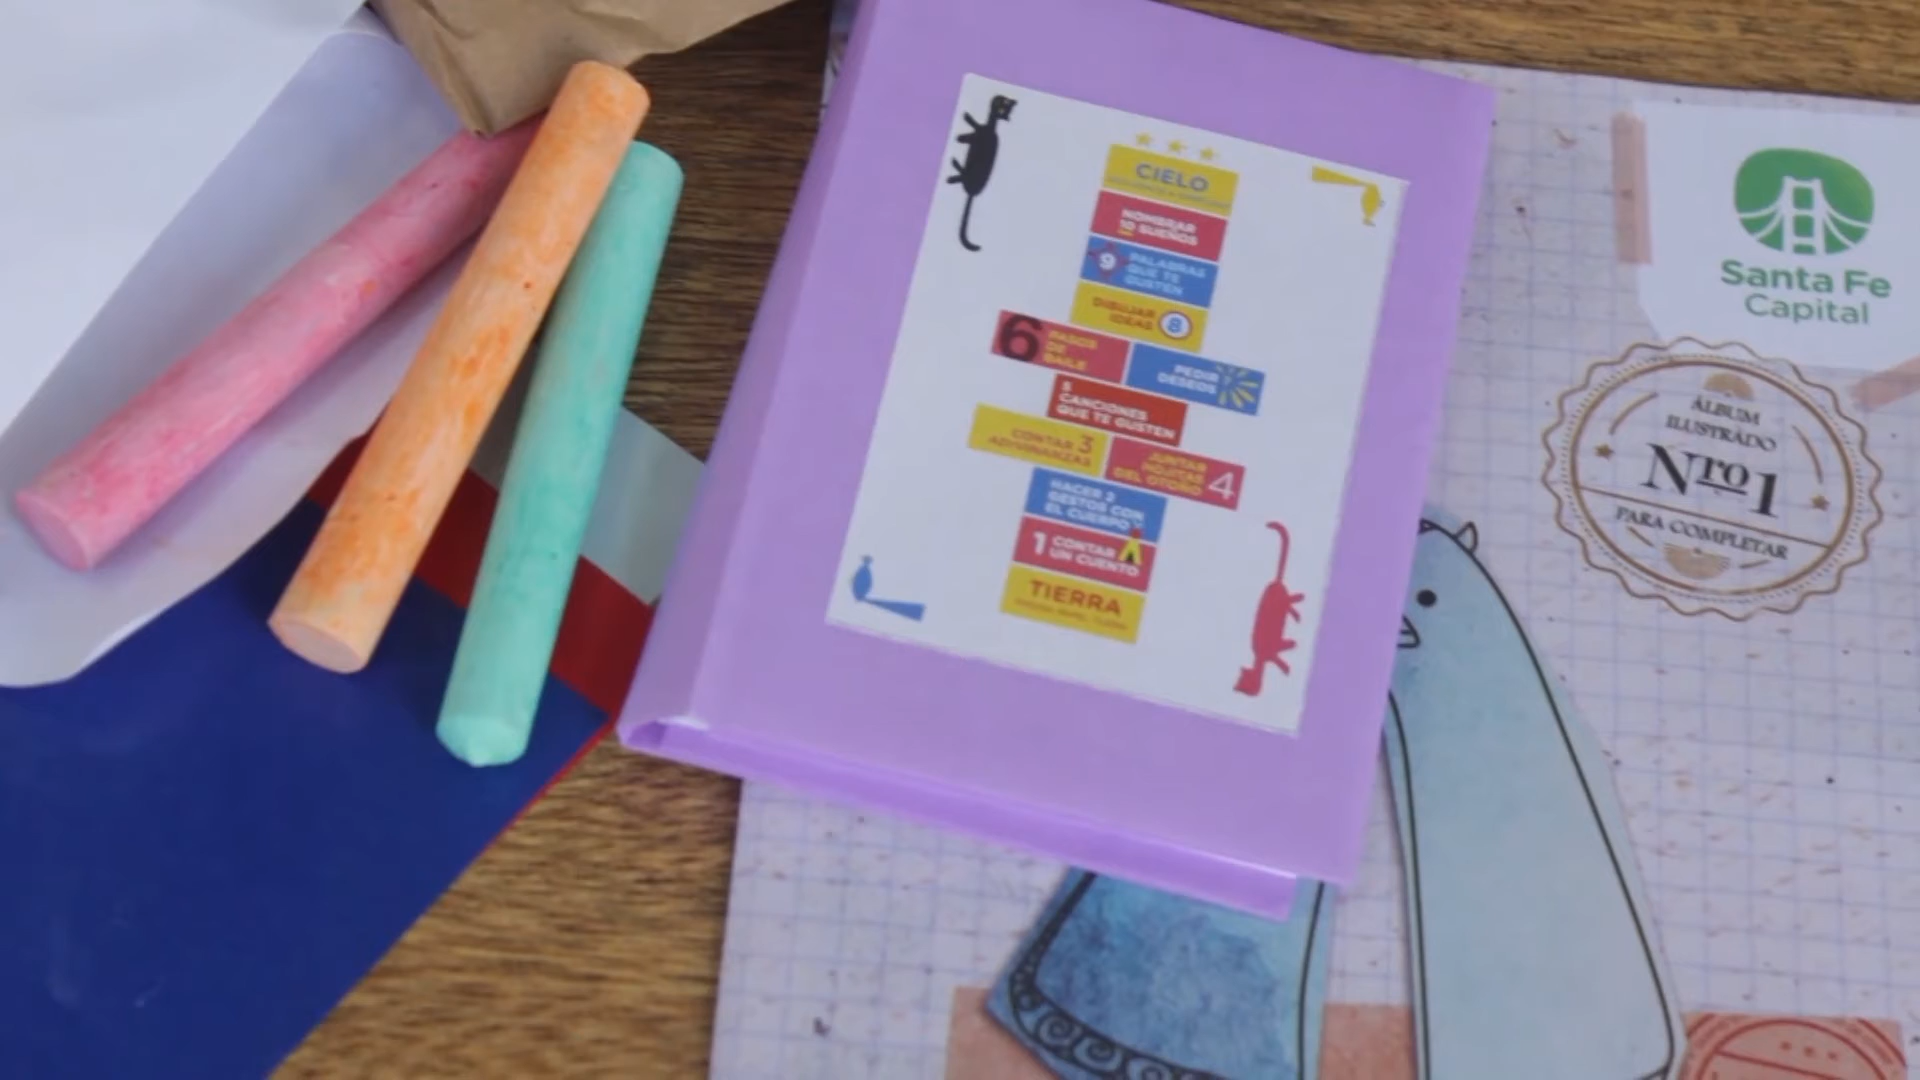 CIELO
NOMBRAR
10 SUEÑOS
9 PALABRAS
QUE TE
GUSTEN
DIBUJAR
IDEAS 8
6 PASOS
DE
BAILE
PEDIR 7
DESEOS
5
CANCIONES
QUE TE GUSTEN
CONTAR 3
ADIVINANZAS
JUNTAR
HOJITAS
DEL OTOÑO 4
HACER 2
GESTOS CON
EL CUERPO
1 CONTAR
UN CUENTO
TIERRA
Santa Fe
Capital
ÁLBUM
ILUSTRADO
Nro1
PARA COMPLETAR